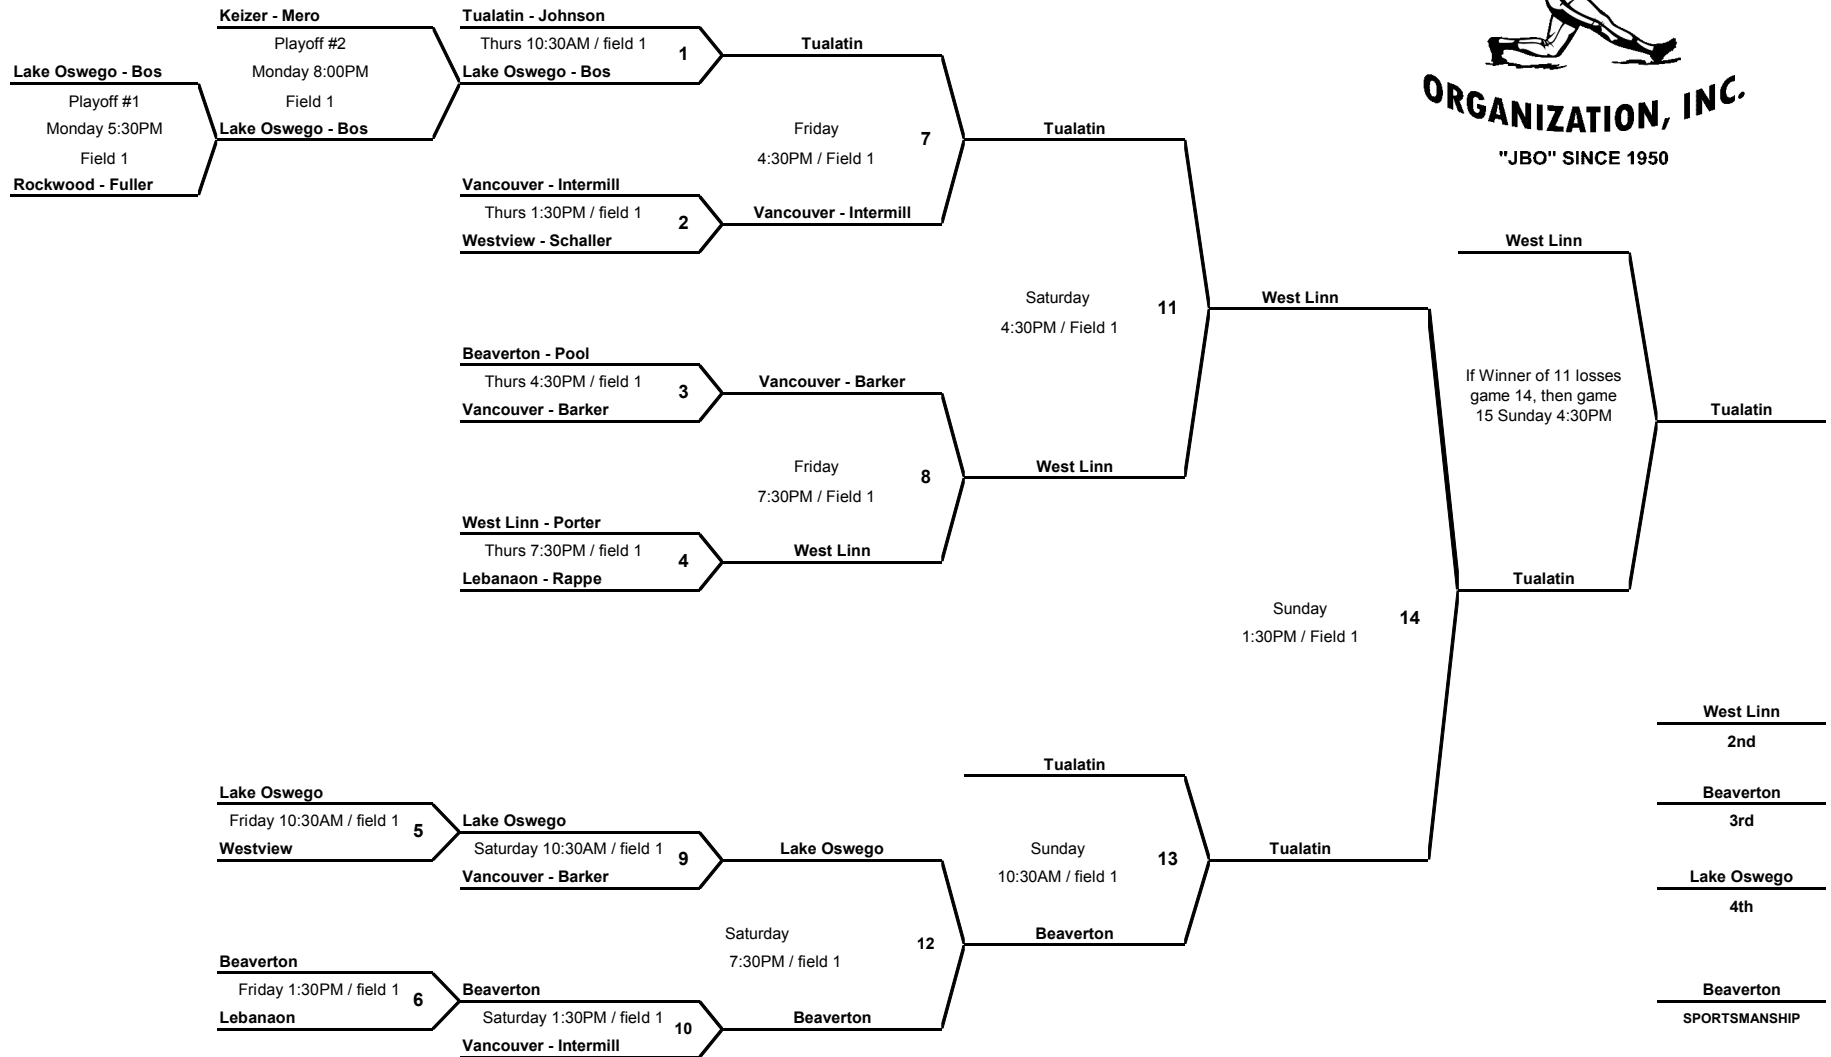 Keizer - Mero
Playoff #2
Monday 8:00PM
Field 1
Lake Oswego - Bos
Lake Oswego - Bos
Playoff #1
Monday 5:30PM
Field 1
Rockwood - Fuller
Tualatin - Johnson
Thurs 10:30AM / field 1
1
Lake Oswego - Bos
Vancouver - Intermill
Thurs 1:30PM / field 1
2
Westview - Schaller
Beaverton - Pool
Thurs 4:30PM / field 1
3
Vancouver - Barker
West Linn - Porter
Thurs 7:30PM / field 1
4
Lebanaon - Rappe
Tualatin
Friday
4:30PM / Field 1
7
Vancouver - Intermill
Vancouver - Barker
Friday
7:30PM / Field 1
8
West Linn
Tualatin
Saturday
4:30PM / Field 1
11
West Linn
West Linn
Sunday
1:30PM / Field 1
14
ORGANIZATION, INC.
"JBO" SINCE 1950
West Linn
If Winner of 11 losses
game 14, then game
15 Sunday 4:30PM
Tualatin
Tualatin
Lake Oswego
Friday 10:30AM / field 1
5
Westview
Beaverton
Friday 1:30PM / field 1
6
Lebanaon
Lake Oswego
Saturday 10:30AM / field 1
9
Vancouver - Barker
Beaverton
Saturday 1:30PM / field 1
10
Vancouver - Intermill
Lake Oswego
Saturday
7:30PM / field 1
12
Beaverton
Tualatin
Sunday
10:30AM / field 1
13
Beaverton
Tualatin
West Linn
2nd
Beaverton
3rd
Lake Oswego
4th
Beaverton
SPORTSMANSHIP